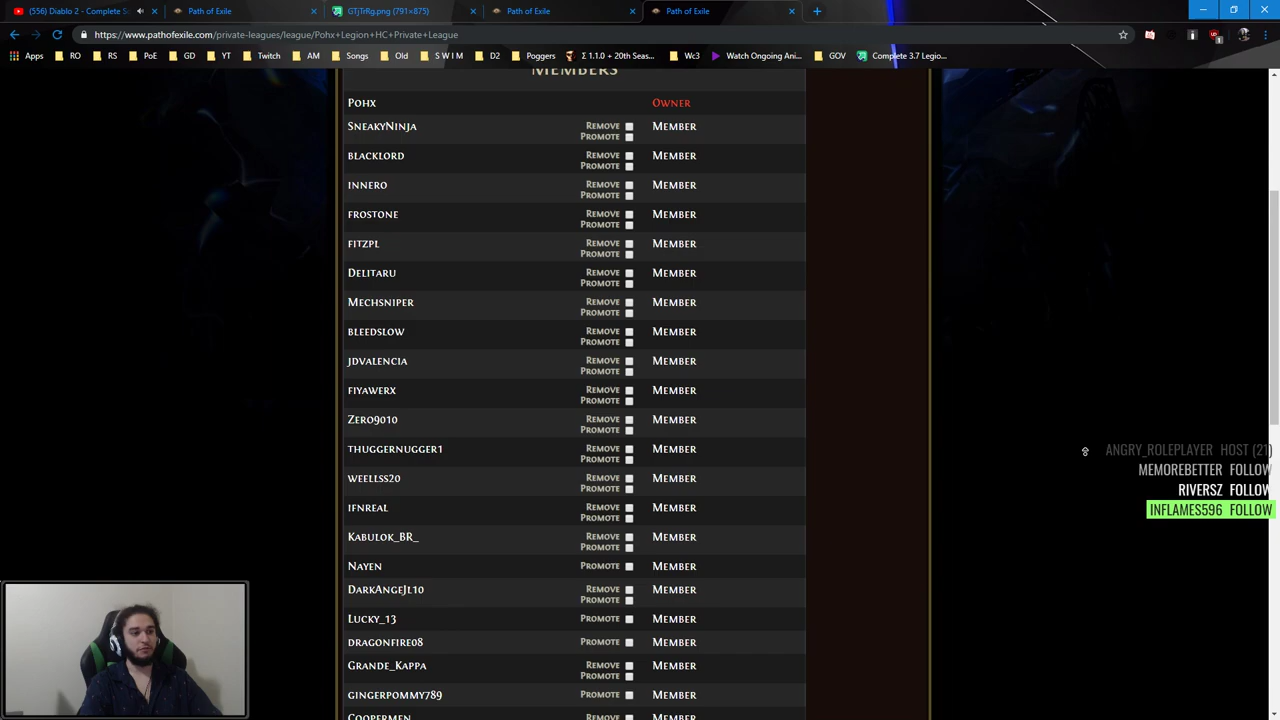 (556) Diablo 2 - Complete S
Path of Exile
GTjTrRg.png (791×875)
Path of Exile
Path of Exile
https://www.pathofexile.com/private-leagues/league/Pohx+Legion+HC+Private+League
Apps
RO
RS
PoE
GD
YT
Twitch
AM
Songs
Old
S W I M
D2
Poggers
Σ 1.1.0 + 20th Seas...
Wc3
Watch Ongoing Ani...
GOV
Complete 3.7 Legio...
MEMBERS
Pohx Owner
SneakyNinja Remove Member
Promote
blacklord Remove Member
Promote
innero Remove Member
Promote
frostone Remove Member
Promote
fitzpl Remove Member
Promote
Delitaru Remove Member
Promote
Mechsniper Remove Member
Promote
bleedslow Remove Member
Promote
jdvalencia Remove Member
Promote
fiyawerx Remove Member
Promote
Zero9010 Remove Member
Promote
thuggernugger1 Remove Member
Promote
weelss20 Remove Member
Promote
ifnreal Remove Member
Promote
Kabulok_BR_ Remove Member
Promote
Nayen Promote Member
DarkAngeJl10 Remove Member
Promote
Lucky_13 Promote Member
dragonfire08 Promote Member
Grande_Kappa Remove Member
Promote
gingerpommy789 Promote Member
Coopermen Remove Member
ANGRY_ROLEPLAYER HOST (21)
MEMOREBETTER FOLLOW
RIVERSZ FOLLOW
INFLAMES596 FOLLOW